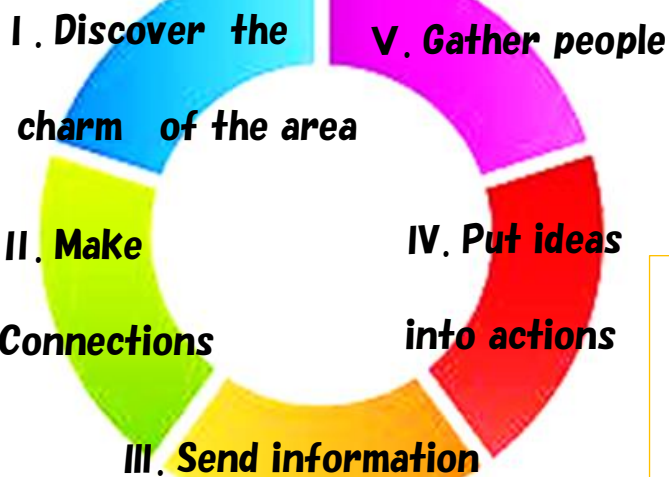 I. Discover the
charm of the area
II. Make
Connections
III. Send information
IV. Put ideas
into actions
V. Gather people